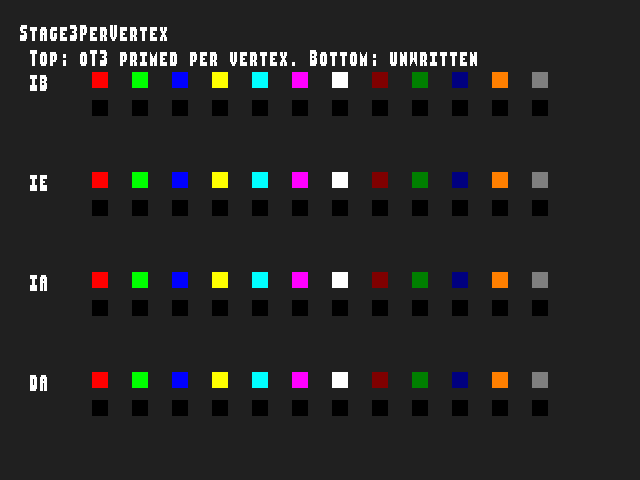 Stage3PerVertex
Top: oT3 primed per vertex. Bottom: unwritten
IB
IE
IA
DA